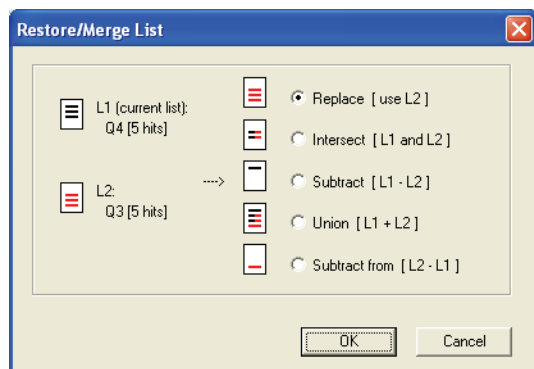 Restore/Merge List
L1 (current list):
Q4 [5 hits]
L2:
Q3 [5 hits]
---->
Replace [ use L2 ]
Intersect [ L1 and L2 ]
Subtract [ L1 - L2 ]
Union [ L1 + L2 ]
Subtract from [ L2 - L1 ]
OK
Cancel